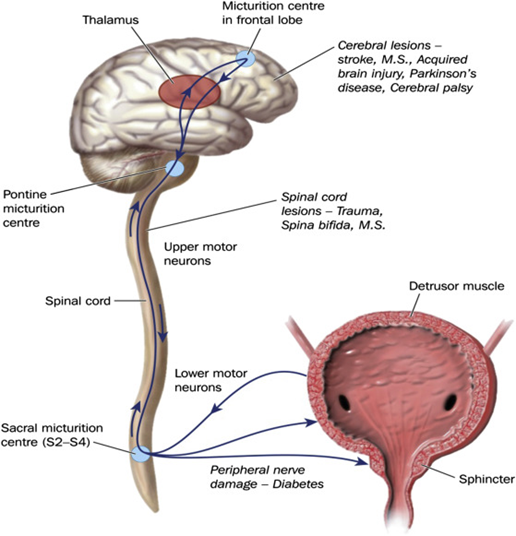 Thalamus
Micturition centre
in frontal lobe
Cerebral lesions –
stroke, M.S., Acquired
brain injury, Parkinson's
disease, Cerebral palsy
Pontine
micturition
centre
Spinal cord
lesions – Trauma,
Spina bifida, M.S.
Upper motor
neurons
Spinal cord
Detrusor muscle
Lower motor
neurons
Sacral micturition
centre (S2–S4)
Peripheral nerve
damage – Diabetes
Sphincter